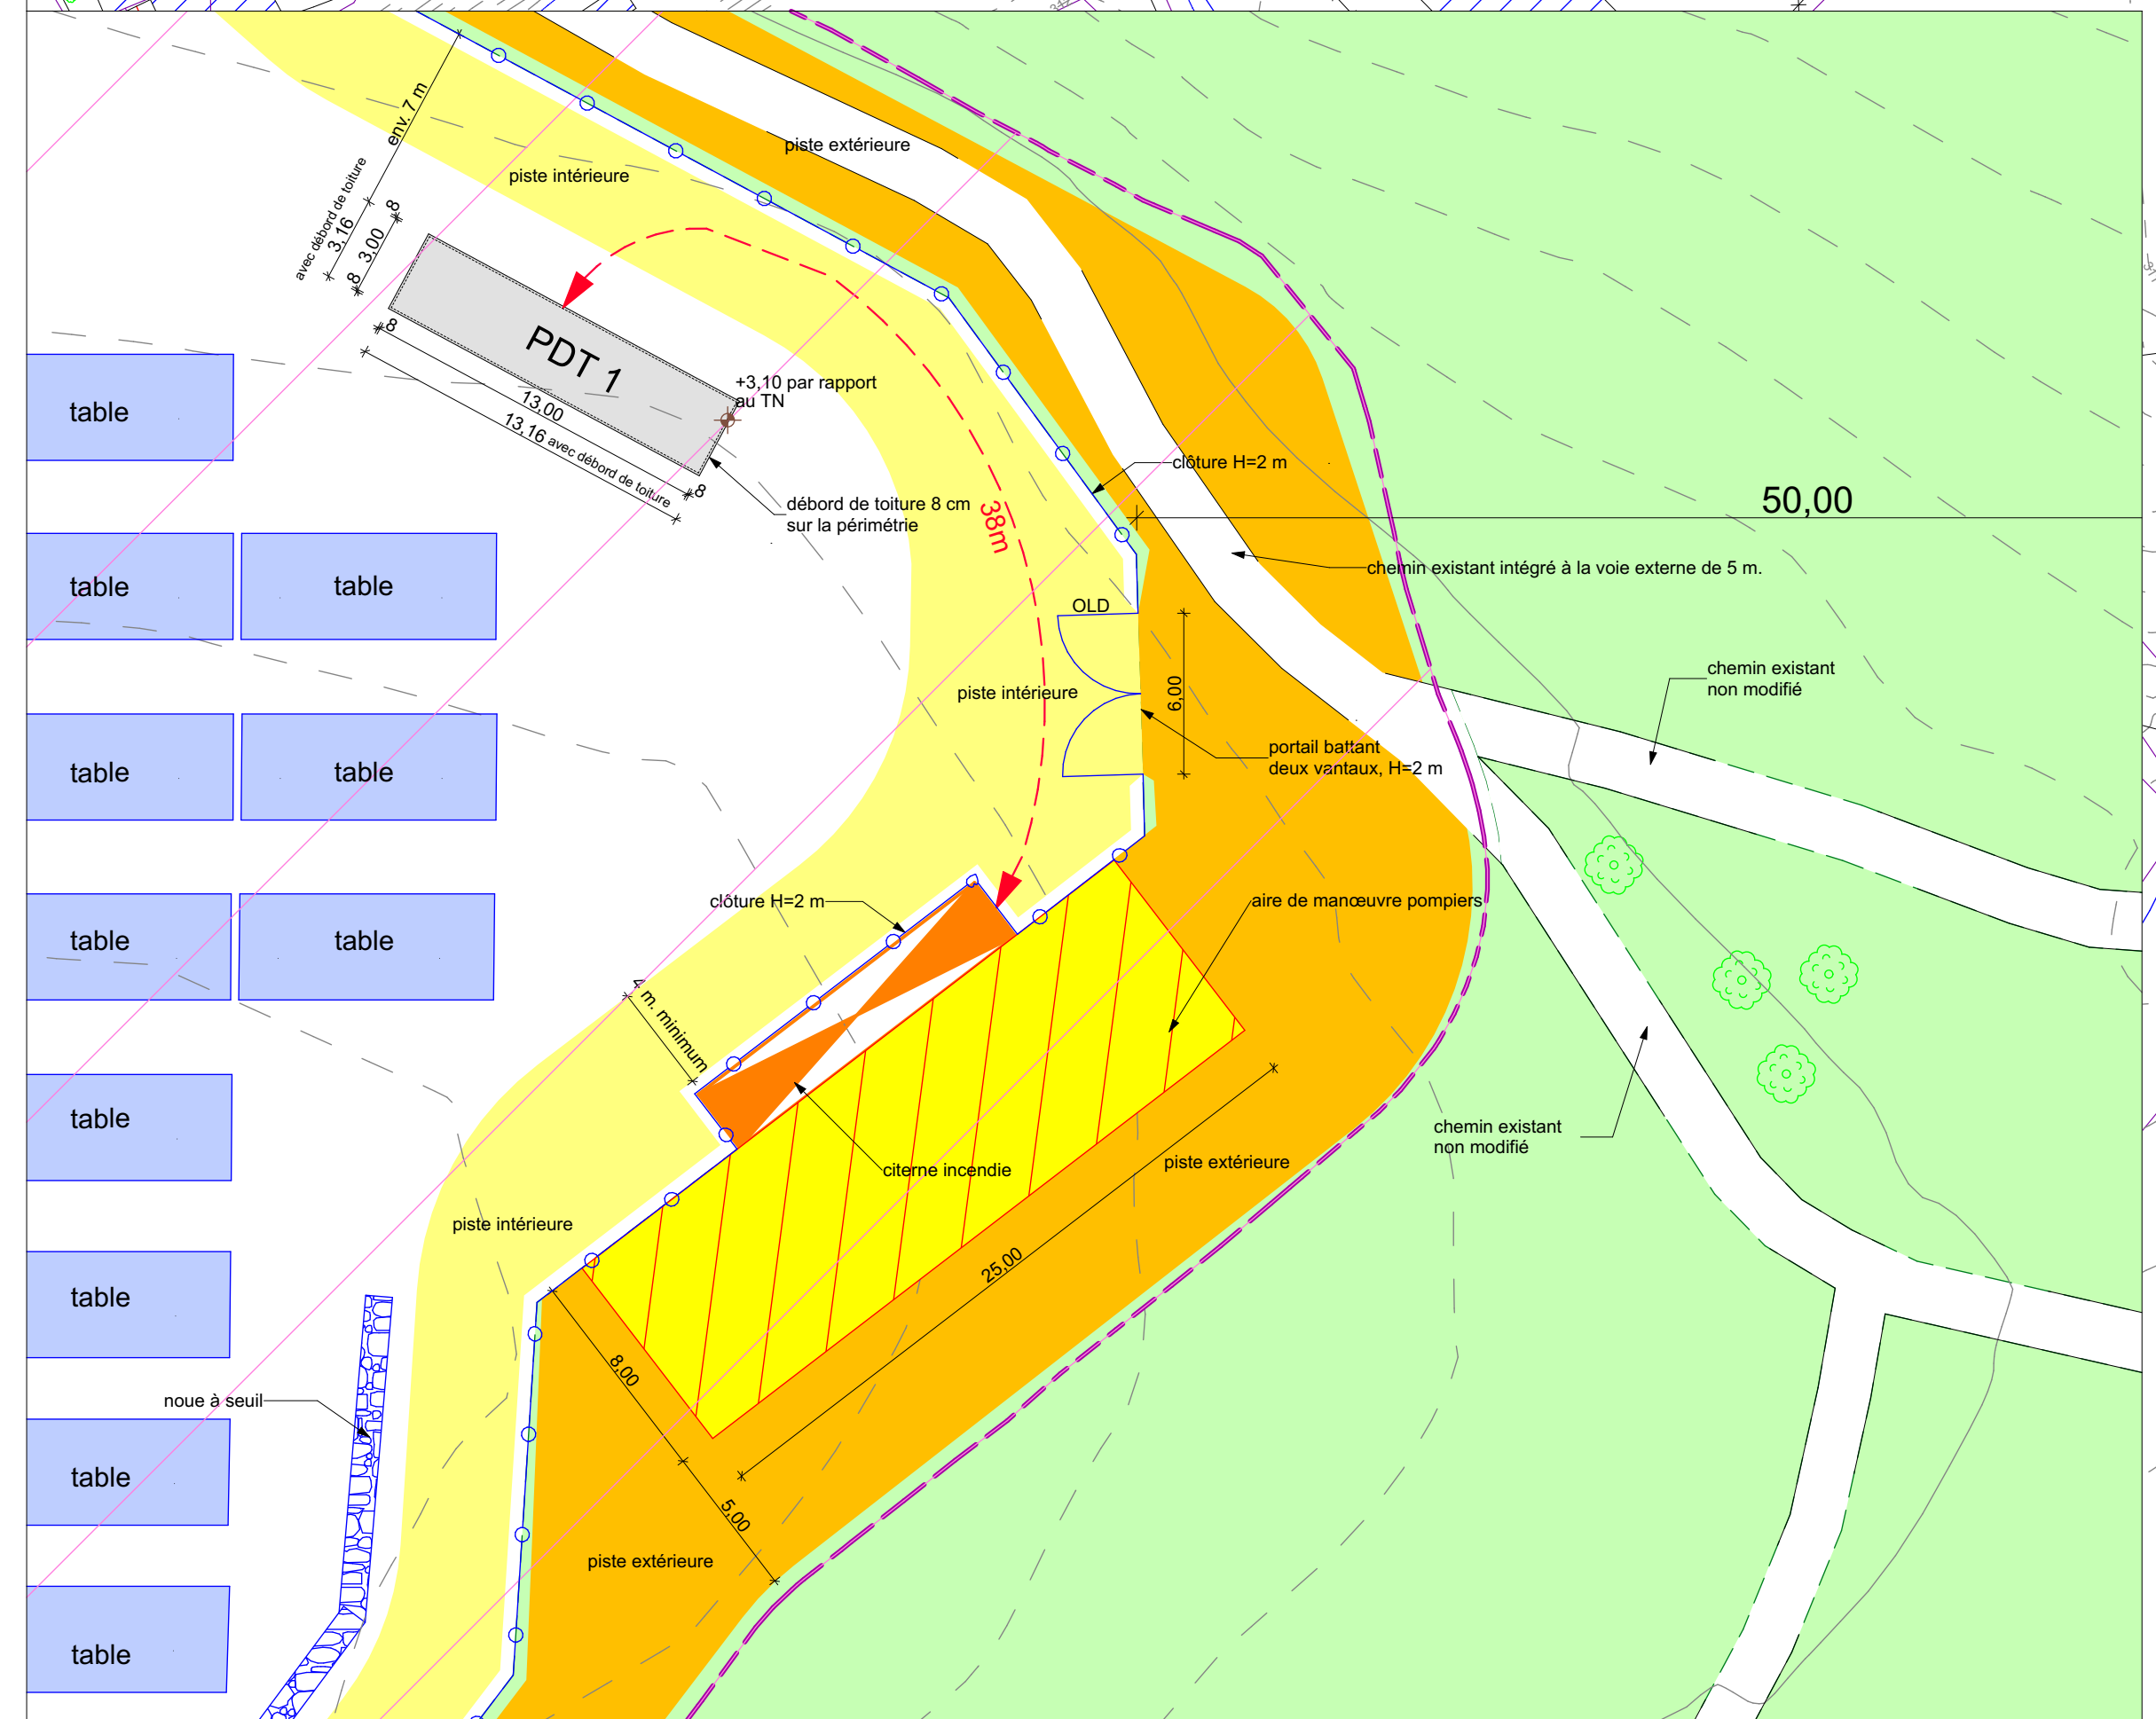 piste extérieure
env. 7 m
piste intérieure
avec débord de toiture
3,16
8
3,00
8
PDT 1
8
13,00
13,16 avec débord de toiture
8
+3,10 par rapport
au TN
table
débord de toiture 8 cm
sur la périmétrie
38m
clôture H=2 m
50,00
chemin existant intégré à la voie externe de 5 m.
table
table
OLD
piste intérieure
6,00
chemin existant
non modifié
portail battant
deux vantaux, H=2 m
table
table
clôture H=2 m
aire de manœuvre pompiers
table
table
4 m. minimum
table
citerne incendie
piste extérieure
chemin existant
non modifié
piste intérieure
25,00
table
8,00
noue à seuil
table
5,00
piste extérieure
table